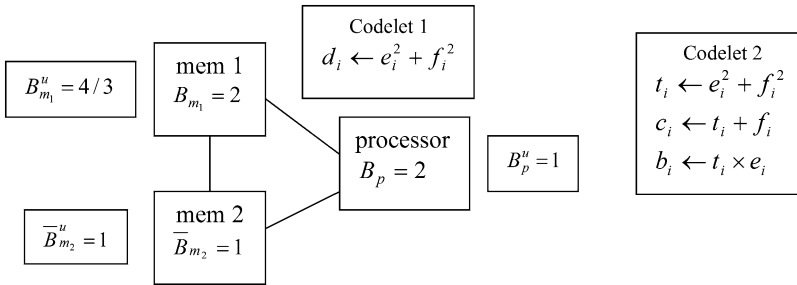 Codelet 1
d_i ← e_i^2 + f_i^2
mem 1
B_{m_1} = 2
B^u_{m_1} = 4/3
Codelet 2
t_i ← e_i^2 + f_i^2
c_i ← t_i + f_i
b_i ← t_i × e_i
processor
B_p = 2
B^u_p = 1
mem 2
B̅_{m_2} = 1
B̅^u_{m_2} = 1